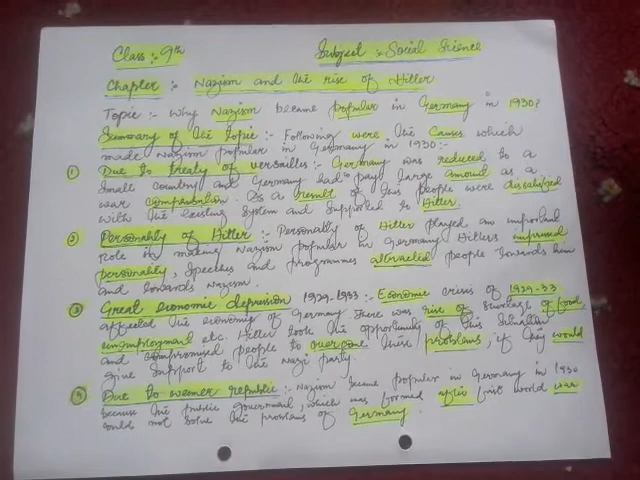 Class :- 9th Subject :- Social Science
Chapter :- Nazism and the rise of Hitler
Topic :- Why Nazism became popular in Germany in 1930?
Summary of the topic :- Following were the causes which
made nazism popular in Germany in 1930:-
① Due to treaty of versailles :- Germany was reduced to a
small country and Germany had to pay large amound as a
war As a result of this people were
with the existing system and supported to Hitler.
② Personality of Hitler :- Personality of Hitler played an important
role in making Nazism popular in Germany Hitlers
personality, speeches and programmes people towards him
and towards Nazism.
③ Great economic depression 1929-1933 :- Economic crisis of 1929-33
affected the economy of Germany There was rise of shortage of food,
unemployment etc. Hitler took the opportunity of this situation
and people to over come their problems, if they would
give support to the Nazi party.
④ Due to weimer republic :- Nazism became popular in Germany in 1930
because the public government, which was formed after first world war
could not solve the problems of Germany.